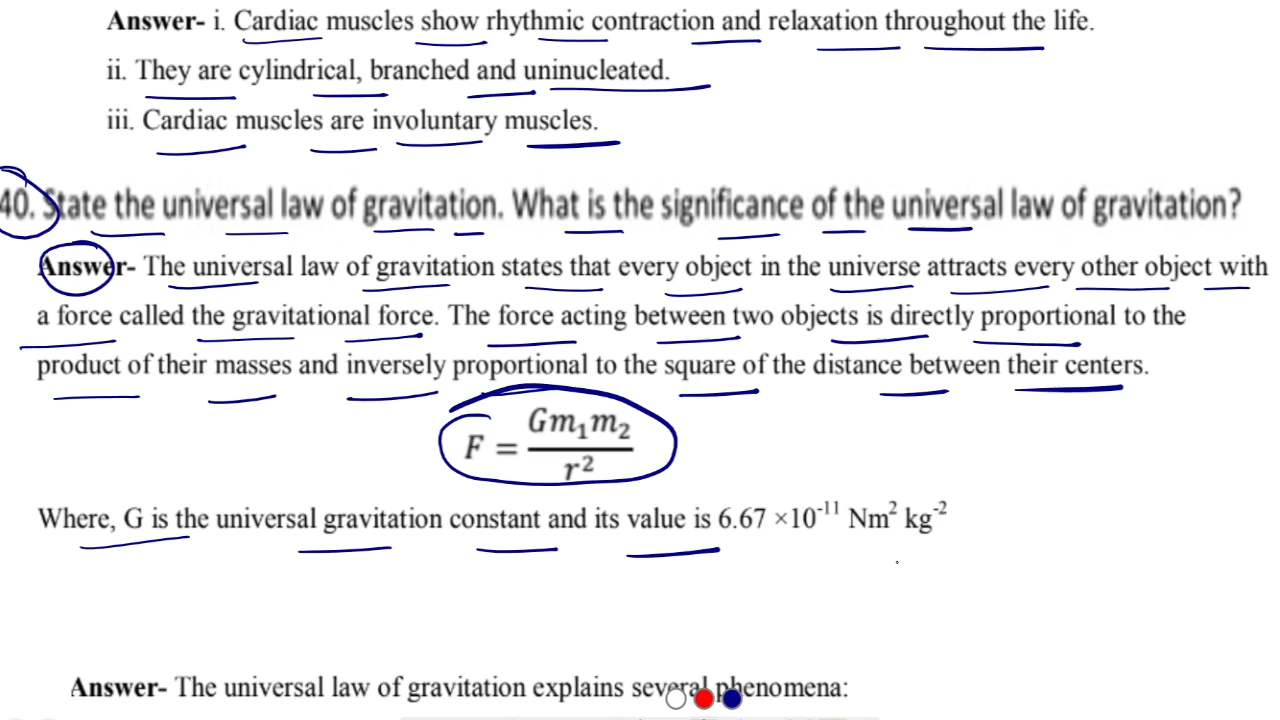 Answer- i. Cardiac muscles show rhythmic contraction and relaxation throughout the life.
ii. They are cylindrical, branched and uninucleated.
iii. Cardiac muscles are involuntary muscles.
40. State the universal law of gravitation. What is the significance of the universal law of gravitation?
Answer- The universal law of gravitation states that every object in the universe attracts every other object with
a force called the gravitational force. The force acting between two objects is directly proportional to the
product of their masses and inversely proportional to the square of the distance between their centers.
F = Gm₁m₂ / r²
Where, G is the universal gravitation constant and its value is 6.67 ×10⁻¹¹ Nm² kg⁻²
Answer- The universal law of gravitation explains several phenomena: